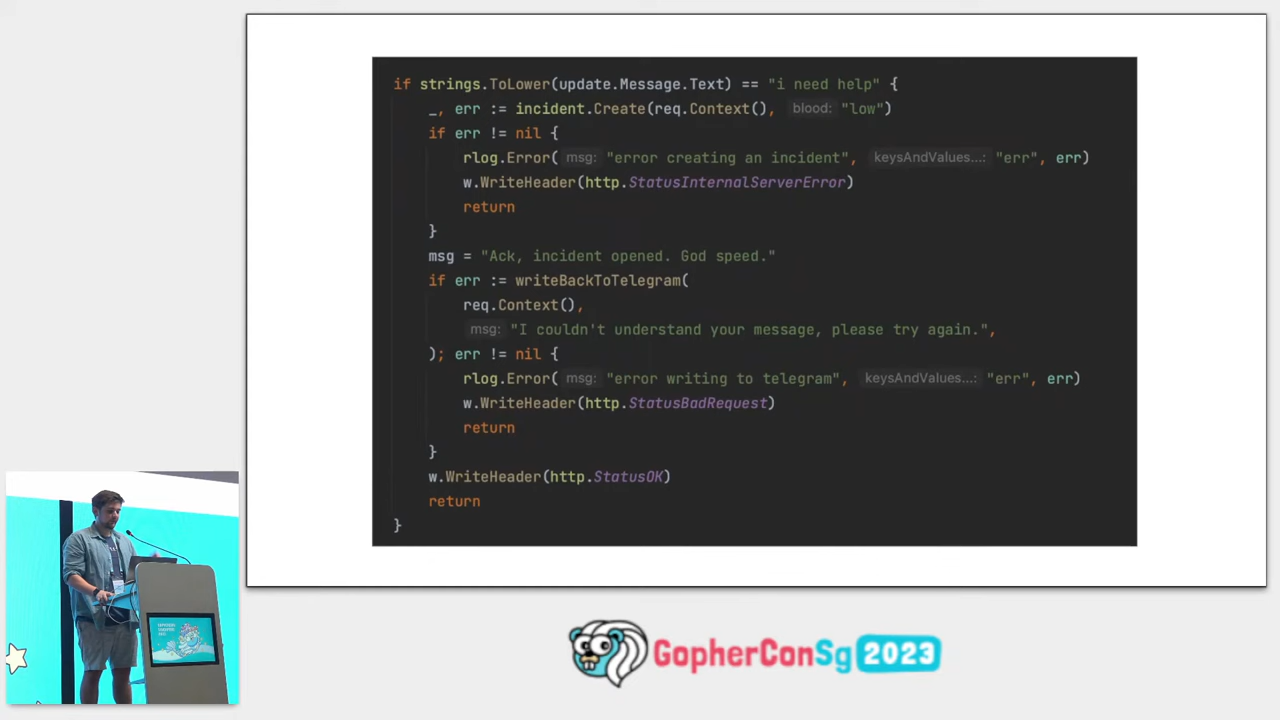 if strings.ToLower(update.Message.Text) == "i need help" {
_, err := incident.Create(req.Context(), blood: "low")
if err != nil {
rlog.Error( msg: "error creating an incident", keysAndValues...: "err", err)
w.WriteHeader(http.StatusInternalServerError)
return
}
msg = "Ack, incident opened. God speed."
if err := writeBackToTelegram(
req.Context(),
msg: "I couldn't understand your message, please try again.",
); err != nil {
rlog.Error( msg: "error writing to telegram", keysAndValues...: "err", err)
w.WriteHeader(http.StatusBadRequest)
return
}
w.WriteHeader(http.StatusOK)
return
}
GopherConSg 2023